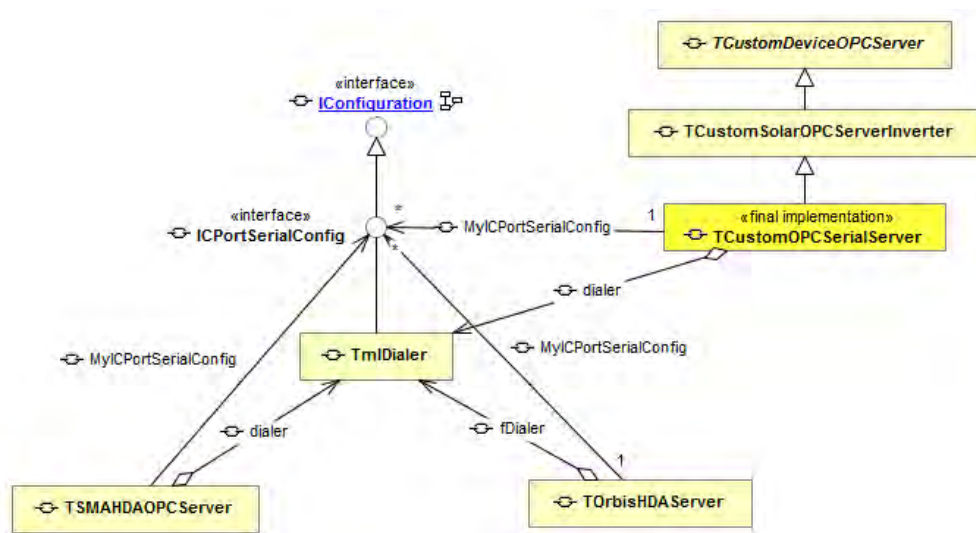 TCustomDeviceOPCServer
«interface»
IConfiguration
TCustomSolarOPCServerInverter
«interface»
ICPortSerialConfig
*
*
MyICPortSerialConfig
1
«final implementation»
TCustomOPCSerialServer
dialer
MyICPortSerialConfig
TmlDialer
MyICPortSerialConfig
dialer
fDialer
1
TSMAHDAOPCServer
TOrbisHDAServer